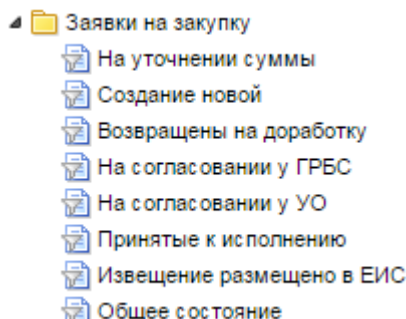 Заявки на закупку
На уточнении суммы
Создание новой
Возвращены на доработку
На согласовании у ГРБС
На согласовании у УО
Принятые к исполнению
Извещение размещено в ЕИС
Общее состояние